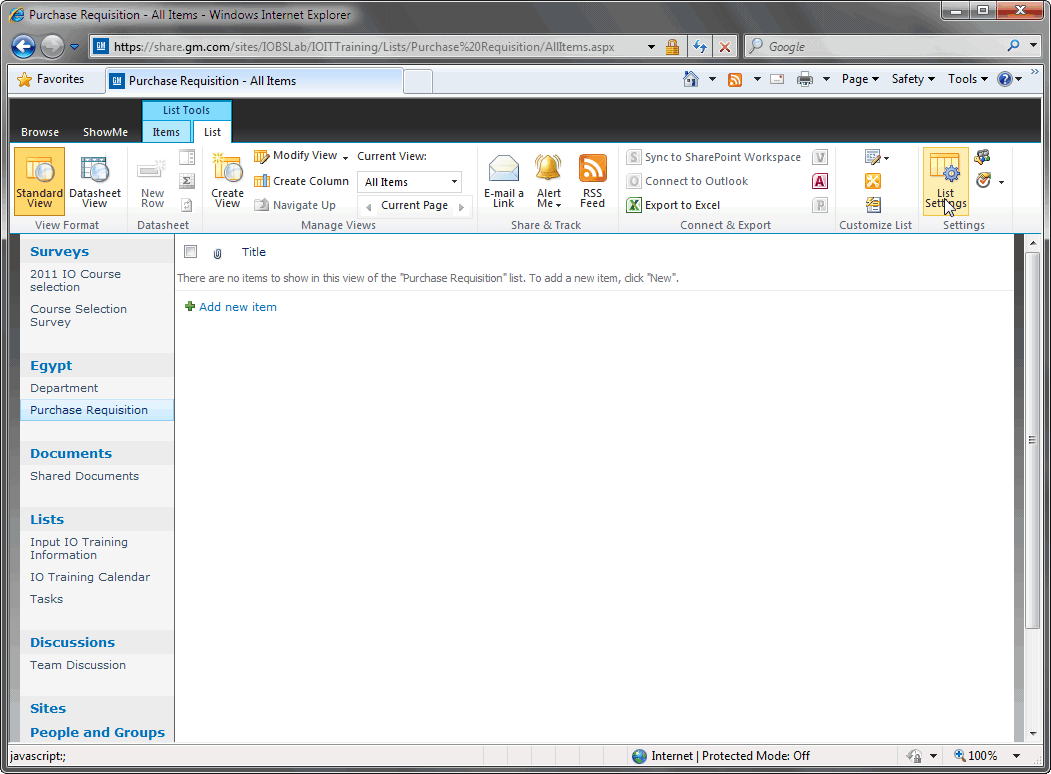 Purchase Requisition - All Items - Windows Internet Explorer
https://share.gm.com/sites/IOBSLab/IOITTraining/Lists/Purchase%20Requisition/AllItems.aspx
Google
Favorites
GM
Purchase Requisition - All Items
Page
Safety
Tools
List Tools
Browse
ShowMe
Items
List
Standard View
Datasheet View
View Format
New Row
Datasheet
Create View
Modify View
Create Column
Navigate Up
Current View:
All Items
Current Page
Manage Views
E-mail a Link
Alert Me
RSS Feed
Share & Track
Sync to SharePoint Workspace
Connect to Outlook
Export to Excel
Connect & Export
Customize List
List Settings
Settings
Surveys
2011 IO Course
selection
Course Selection
Survey
Egypt
Department
Purchase Requisition
Documents
Shared Documents
Lists
Input IO Training
Information
IO Training Calendar
Tasks
Discussions
Team Discussion
Sites
People and Groups
Title
There are no items to show in this view of the "Purchase Requisition" list. To add a new item, click "New".
Add new item
javascript:;
Internet | Protected Mode: Off
100%